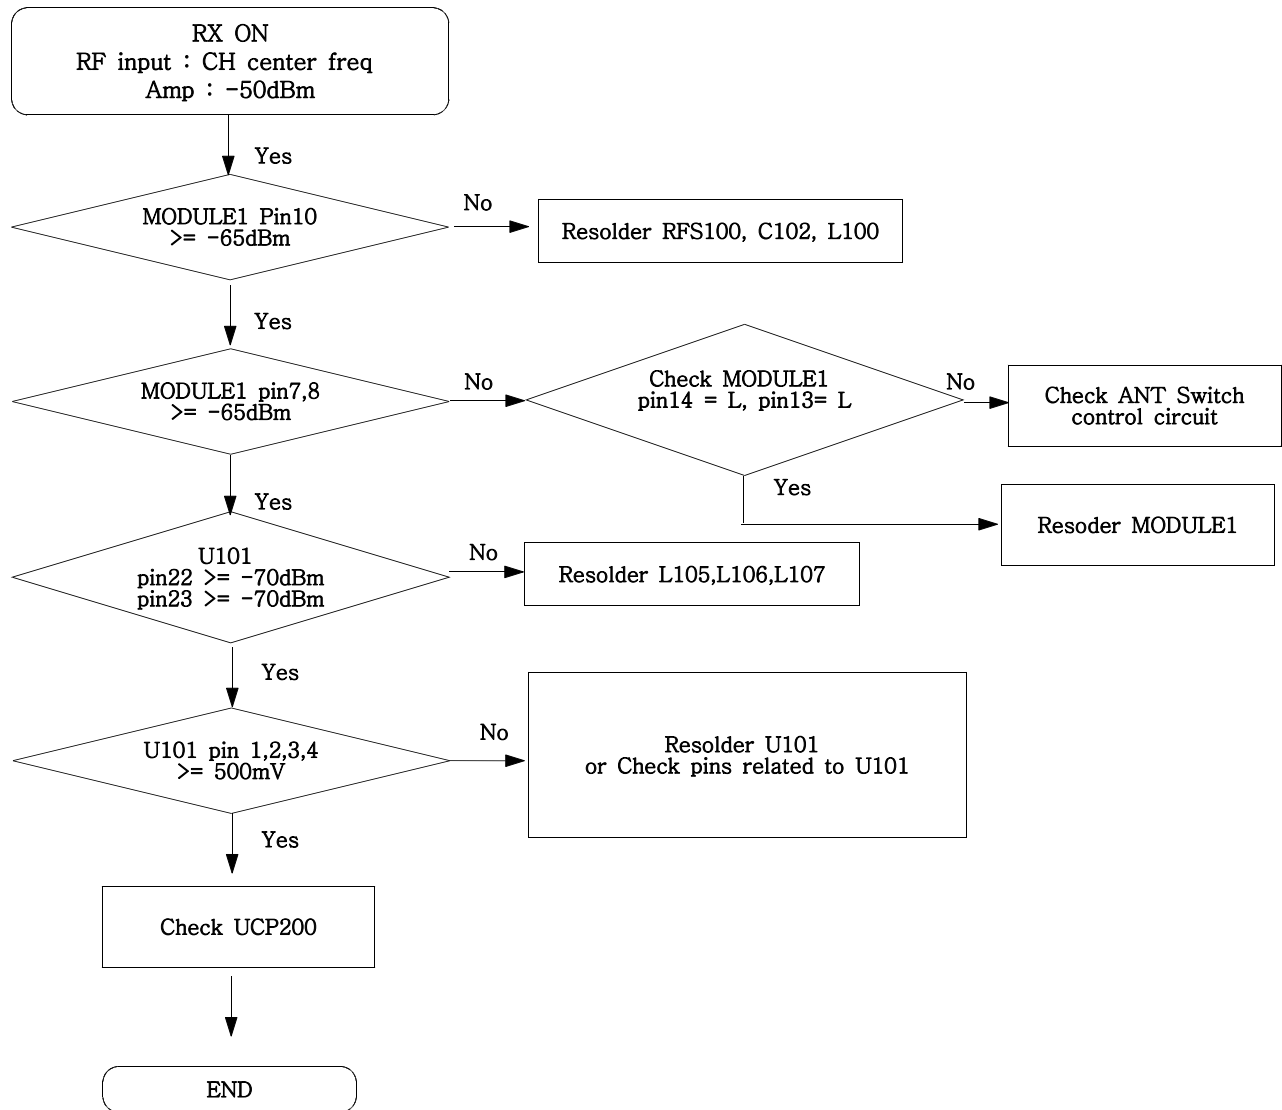 RX ON
RF input : CH center freq
Amp : -50dBm
Yes
MODULE1 Pin10
>= -65dBm
No
Resolder RFS100, C102, L100
Yes
MODULE1 pin7,8
>= -65dBm
No
Check MODULE1
pin14 = L, pin13= L
No
Check ANT Switch
control circuit
Yes
Resoder MODULE1
Yes
U101
pin22 >= -70dBm
pin23 >= -70dBm
No
Resolder L105,L106,L107
Yes
U101 pin 1,2,3,4
>= 500mV
No
Resolder U101
or Check pins related to U101
Yes
Check UCP200
END